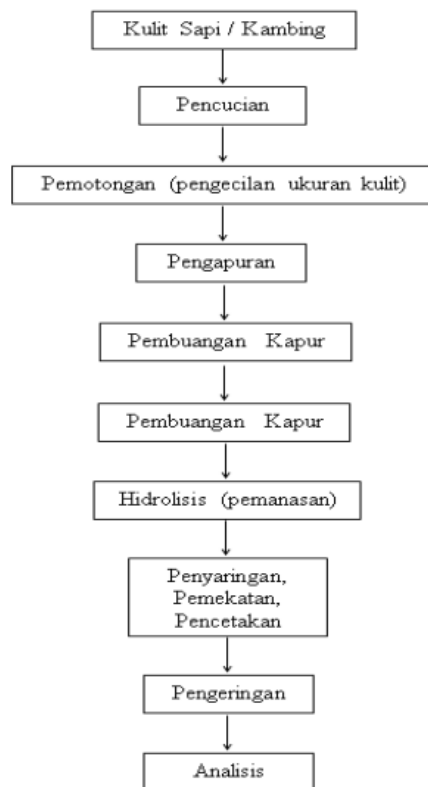 Kulit Sapi / Kambing
Pencucian
Pemotongan (pengecilan ukuran kulit)
Pengapuran
Pembuangan Kapur
Pembuangan Kapur
Hidrolisis (pemanasan)
Penyaringan,
Pemekatan,
Pencetakan
Pengeringan
Analisis